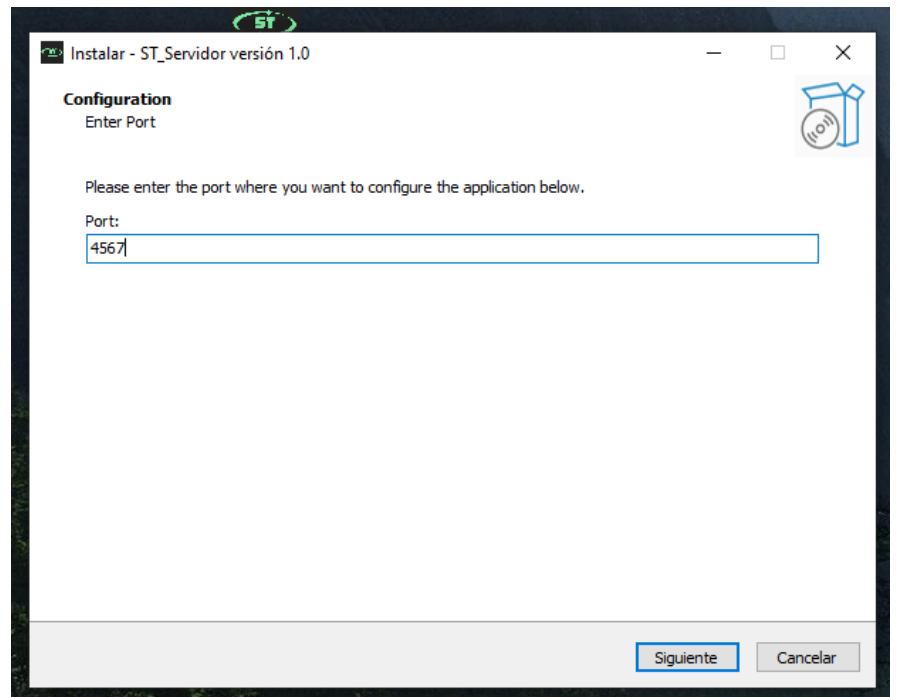 ST
Instalar - ST_Servidor versión 1.0
Configuration
Enter Port
Please enter the port where you want to configure the application below.
Port:
4567
Siguiente
Cancelar